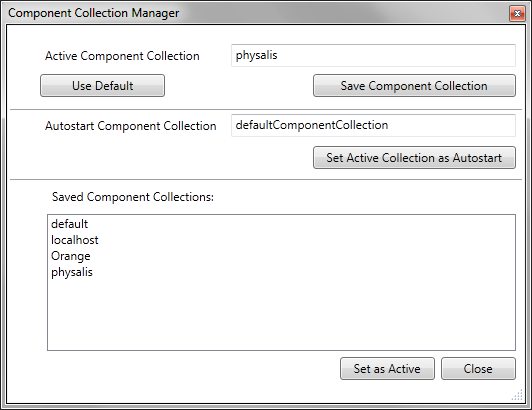 Component Collection Manager
Active Component Collection physalis
Use Default Save Component Collection
Autostart Component Collection defaultComponentCollection
Set Active Collection as Autostart
Saved Component Collections:
default
localhost
Orange
physalis
Set as Active Close